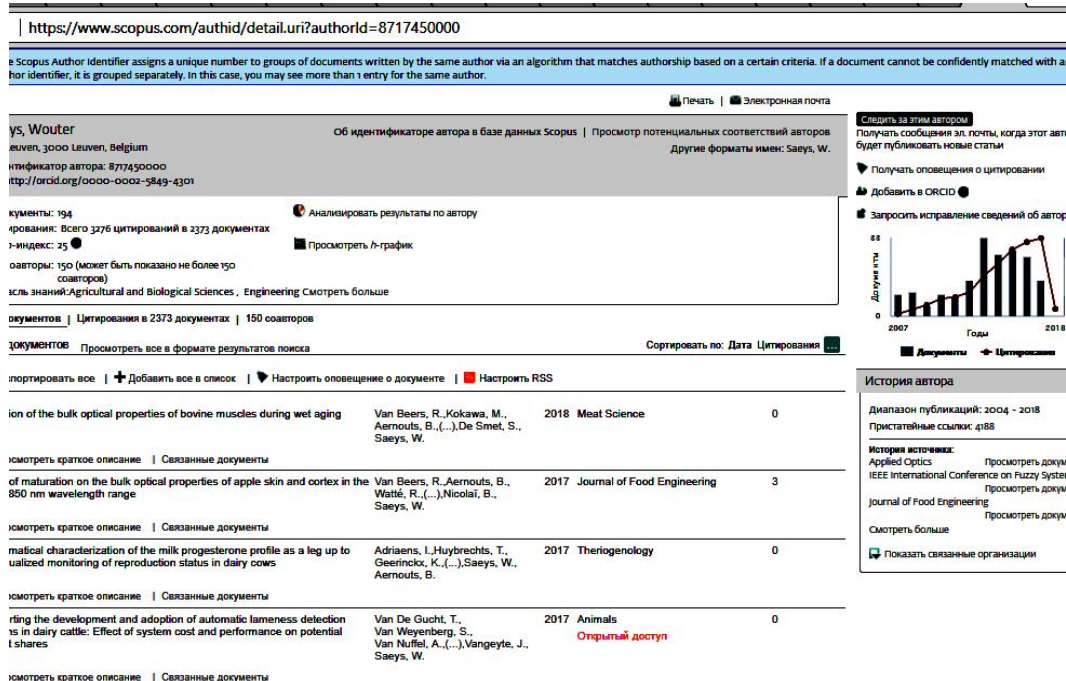 https://www.scopus.com/authid/detail.uri?authorId=8717450000
e Scopus Author Identifier assigns a unique number to groups of documents written by the same author via an algorithm that matches authorship based on a certain criteria. If a document cannot be confidently matched with a
hor identifier, it is grouped separately. In this case, you may see more than 1 entry for the same author.
Печать | Электронная почта
ys, Wouter
euven, 3000 Leuven, Belgium
нтификатор автора: 8717450000
ttp://orcid.org/0000-0002-5849-4301
Об идентификаторе автора в базе данных Scopus | Просмотр потенциальных соответствий авторов
Другие форматы имен: Saeys, W.
Следить за этим автором
Получать сообщения эл. почты, когда этот авто
будет публиковать новые статьи
Получать оповещения о цитировании
Добавить в ORCID
Запросить исправление сведений об автор
кументы: 194
ирования: Всего 3276 цитирований в 2373 документах
-индекс: 25
оавторы: 150 (может быть показано не более 150
соавторов)
асль знаний:Agricultural and Biological Sciences , Engineering Смотреть больше
Анализировать результаты по автору
Просмотреть h-график
88
Документы
0
2007
2018
Годы
Документы Цитирования
окументов | Цитирования в 2373 документах | 150 соавторов
документов Просмотреть все в формате результатов поиска
Сортировать по: Дата Цитирования ...
спортировать все | Добавить все в список | Настроить оповещение о документе | Настроить RSS
История автора
Диапазон публикаций: 2004 - 2018
Пристатейные ссылки: 4188
История источника:
Applied Optics Просмотреть докум
IEEE International Conference on Fuzzy System
Просмотреть докум
Journal of Food Engineering
Просмотреть докум
Смотреть больше
Показать связанные организации
ion of the bulk optical properties of bovine muscles during wet aging
Van Beers, R.,Kokawa, M.,
Aernouts, B.,(...),De Smet, S.,
Saeys, W.
2018 Meat Science 0
осмотреть краткое описание | Связанные документы
of maturation on the bulk optical properties of apple skin and cortex in the
850 nm wavelength range
Van Beers, R.,Aernouts, B.,
Watté, R.,(...),Nicolaï, B.,
Saeys, W.
2017 Journal of Food Engineering 3
осмотреть краткое описание | Связанные документы
matical characterization of the milk progesterone profile as a leg up to
ualized monitoring of reproduction status in dairy cows
Adriaens, I.,Huybrechts, T.,
Geerinckx, K.,(...),Saeys, W.,
Aernouts, B.
2017 Theriogenology 0
осмотреть краткое описание | Связанные документы
rting the development and adoption of automatic lameness detection
ns in dairy cattle: Effect of system cost and performance on potential
t shares
Van De Gucht, T.,
Van Weyenberg, S.,
Van Nuffel, A.,(...),Vangeyte, J.,
Saeys, W.
2017 Animals 0
Открытый доступ
осмотреть краткое описание | Связанные документы